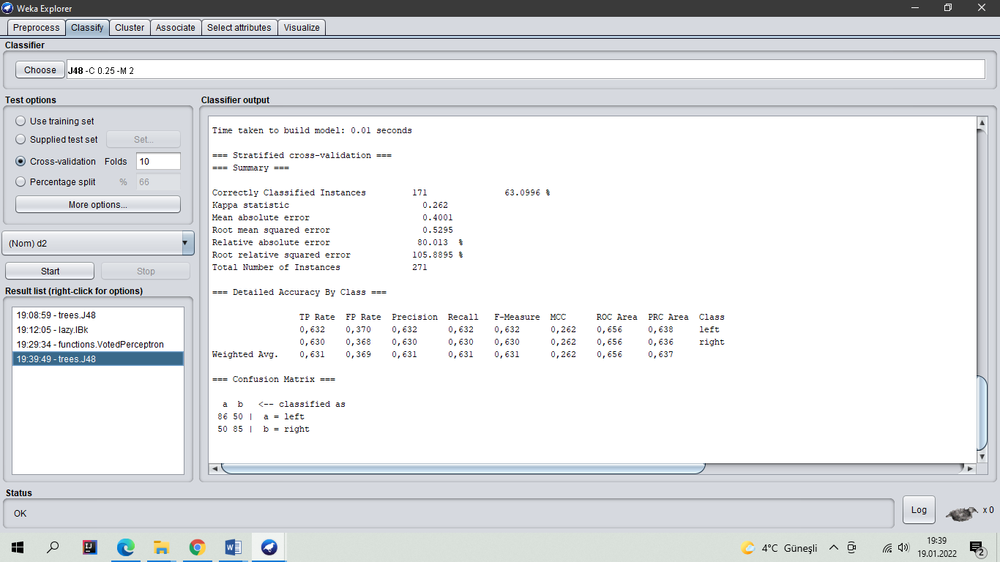 Weka Explorer
Preprocess Classify Cluster Associate Select attributes Visualize
Classifier
Choose J48 -C 0.25 -M 2
Test options
Use training set
Supplied test set Set...
Cross-validation Folds 10
Percentage split % 66
More options...
(Nom) d2
Start Stop
Result list (right-click for options)
19:08:59 - trees.J48
19:12:05 - lazy.IBk
19:29:34 - functions.VotedPerceptron
19:39:49 - trees.J48
Classifier output
Time taken to build model: 0.01 seconds
=== Stratified cross-validation ===
=== Summary ===
Correctly Classified Instances 171 63.0996 %
Kappa statistic 0.262
Mean absolute error 0.4001
Root mean squared error 0.5295
Relative absolute error 80.013 %
Root relative squared error 105.8895 %
Total Number of Instances 271
=== Detailed Accuracy By Class ===
TP Rate FP Rate Precision Recall F-Measure MCC ROC Area PRC Area Class
0,632 0,370 0,632 0,632 0,632 0,262 0,656 0,638 left
0,630 0,368 0,630 0,630 0,630 0,262 0,656 0,636 right
Weighted Avg. 0,631 0,369 0,631 0,631 0,631 0,262 0,656 0,637
=== Confusion Matrix ===
a b <-- classified as
86 50 | a = left
50 85 | b = right
Status
OK
Log x 0
4°C Güneşli
19:39
19.01.2022
2